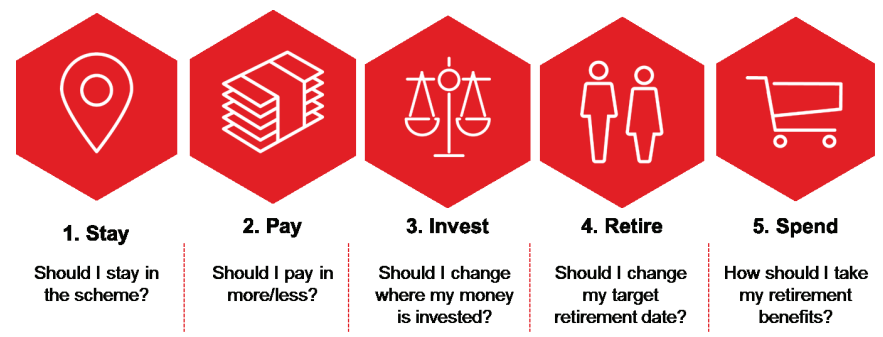 1. Stay
Should I stay in
the scheme?
2. Pay
Should I pay in
more/less?
3. Invest
Should I change
where my money
is invested?
4. Retire
Should I change
my target
retirement date?
5. Spend
How should I take
my retirement
benefits?